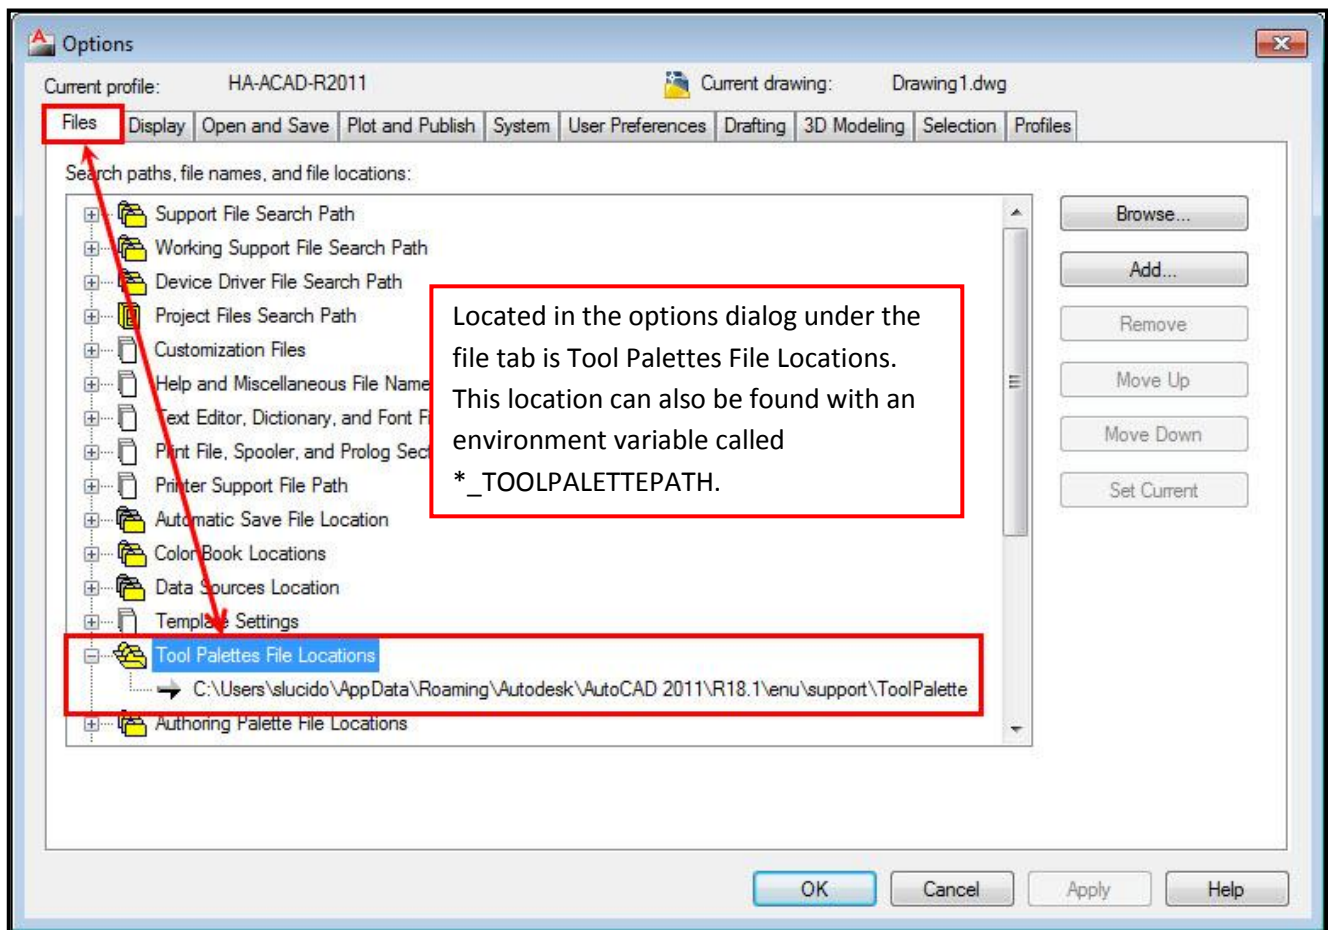 Options
Current profile: HA-ACAD-R2011 Current drawing: Drawing1.dwg
Files Display Open and Save Plot and Publish System User Preferences Drafting 3D Modeling Selection Profiles
Search paths, file names, and file locations:
Support File Search Path
Working Support File Search Path
Device Driver File Search Path
Project Files Search Path
Customization Files
Help and Miscellaneous File Name
Text Editor, Dictionary, and Font F
Print File, Spooler, and Prolog Sect
Printer Support File Path
Automatic Save File Location
Color Book Locations
Data Sources Location
Template Settings
Tool Palettes File Locations
C:\Users\slucido\AppData\Roaming\Autodesk\AutoCAD 2011\R18.1\enu\support\ToolPalette
Authoring Palette File Locations
Located in the options dialog under the
file tab is Tool Palettes File Locations.
This location can also be found with an
environment variable called
*_TOOLPALETTEPATH.
Browse...
Add...
Remove
Move Up
Move Down
Set Current
OK Cancel Apply Help